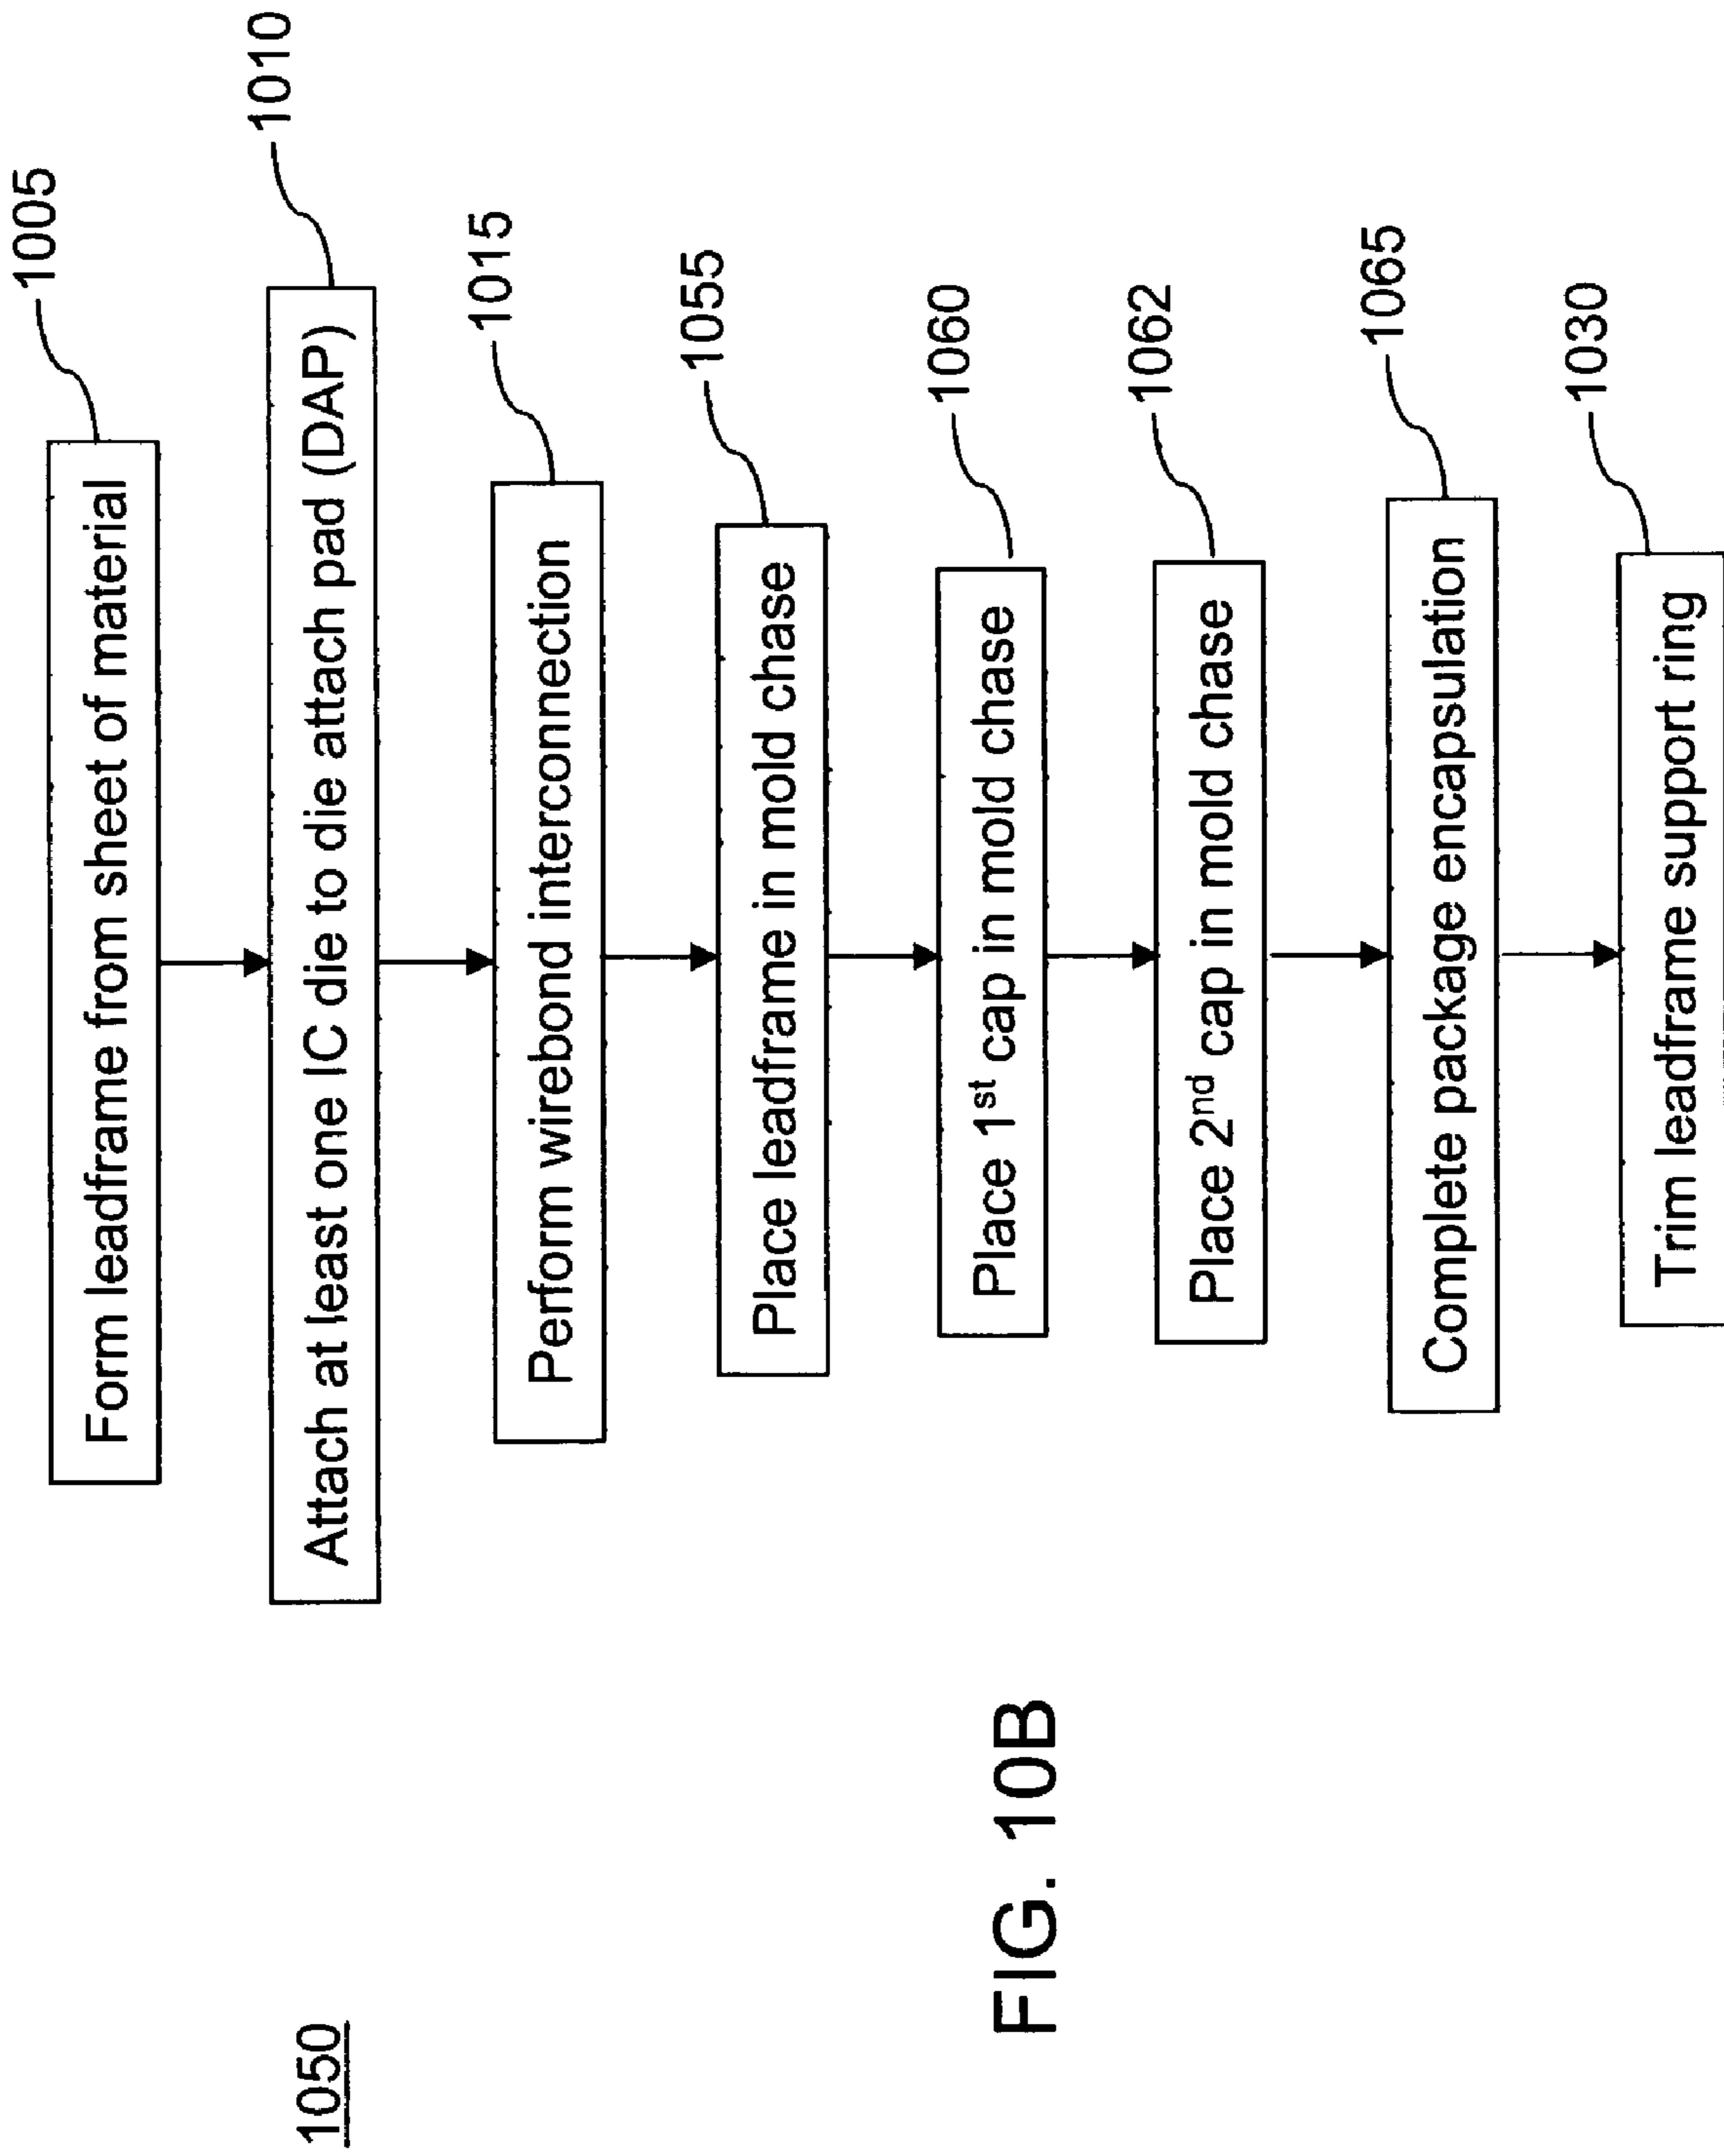 1050
Form leadframe from sheet of material
1005
Attach at least one IC die to die attach pad (DAP)
1010
Perform wirebond interconnection
1015
Place leadframe in mold chase
1055
Place 1st cap in mold chase
1060
Place 2nd cap in mold chase
1062
Complete package encapsulation
1065
Trim leadframe support ring
1030
FIG. 10B